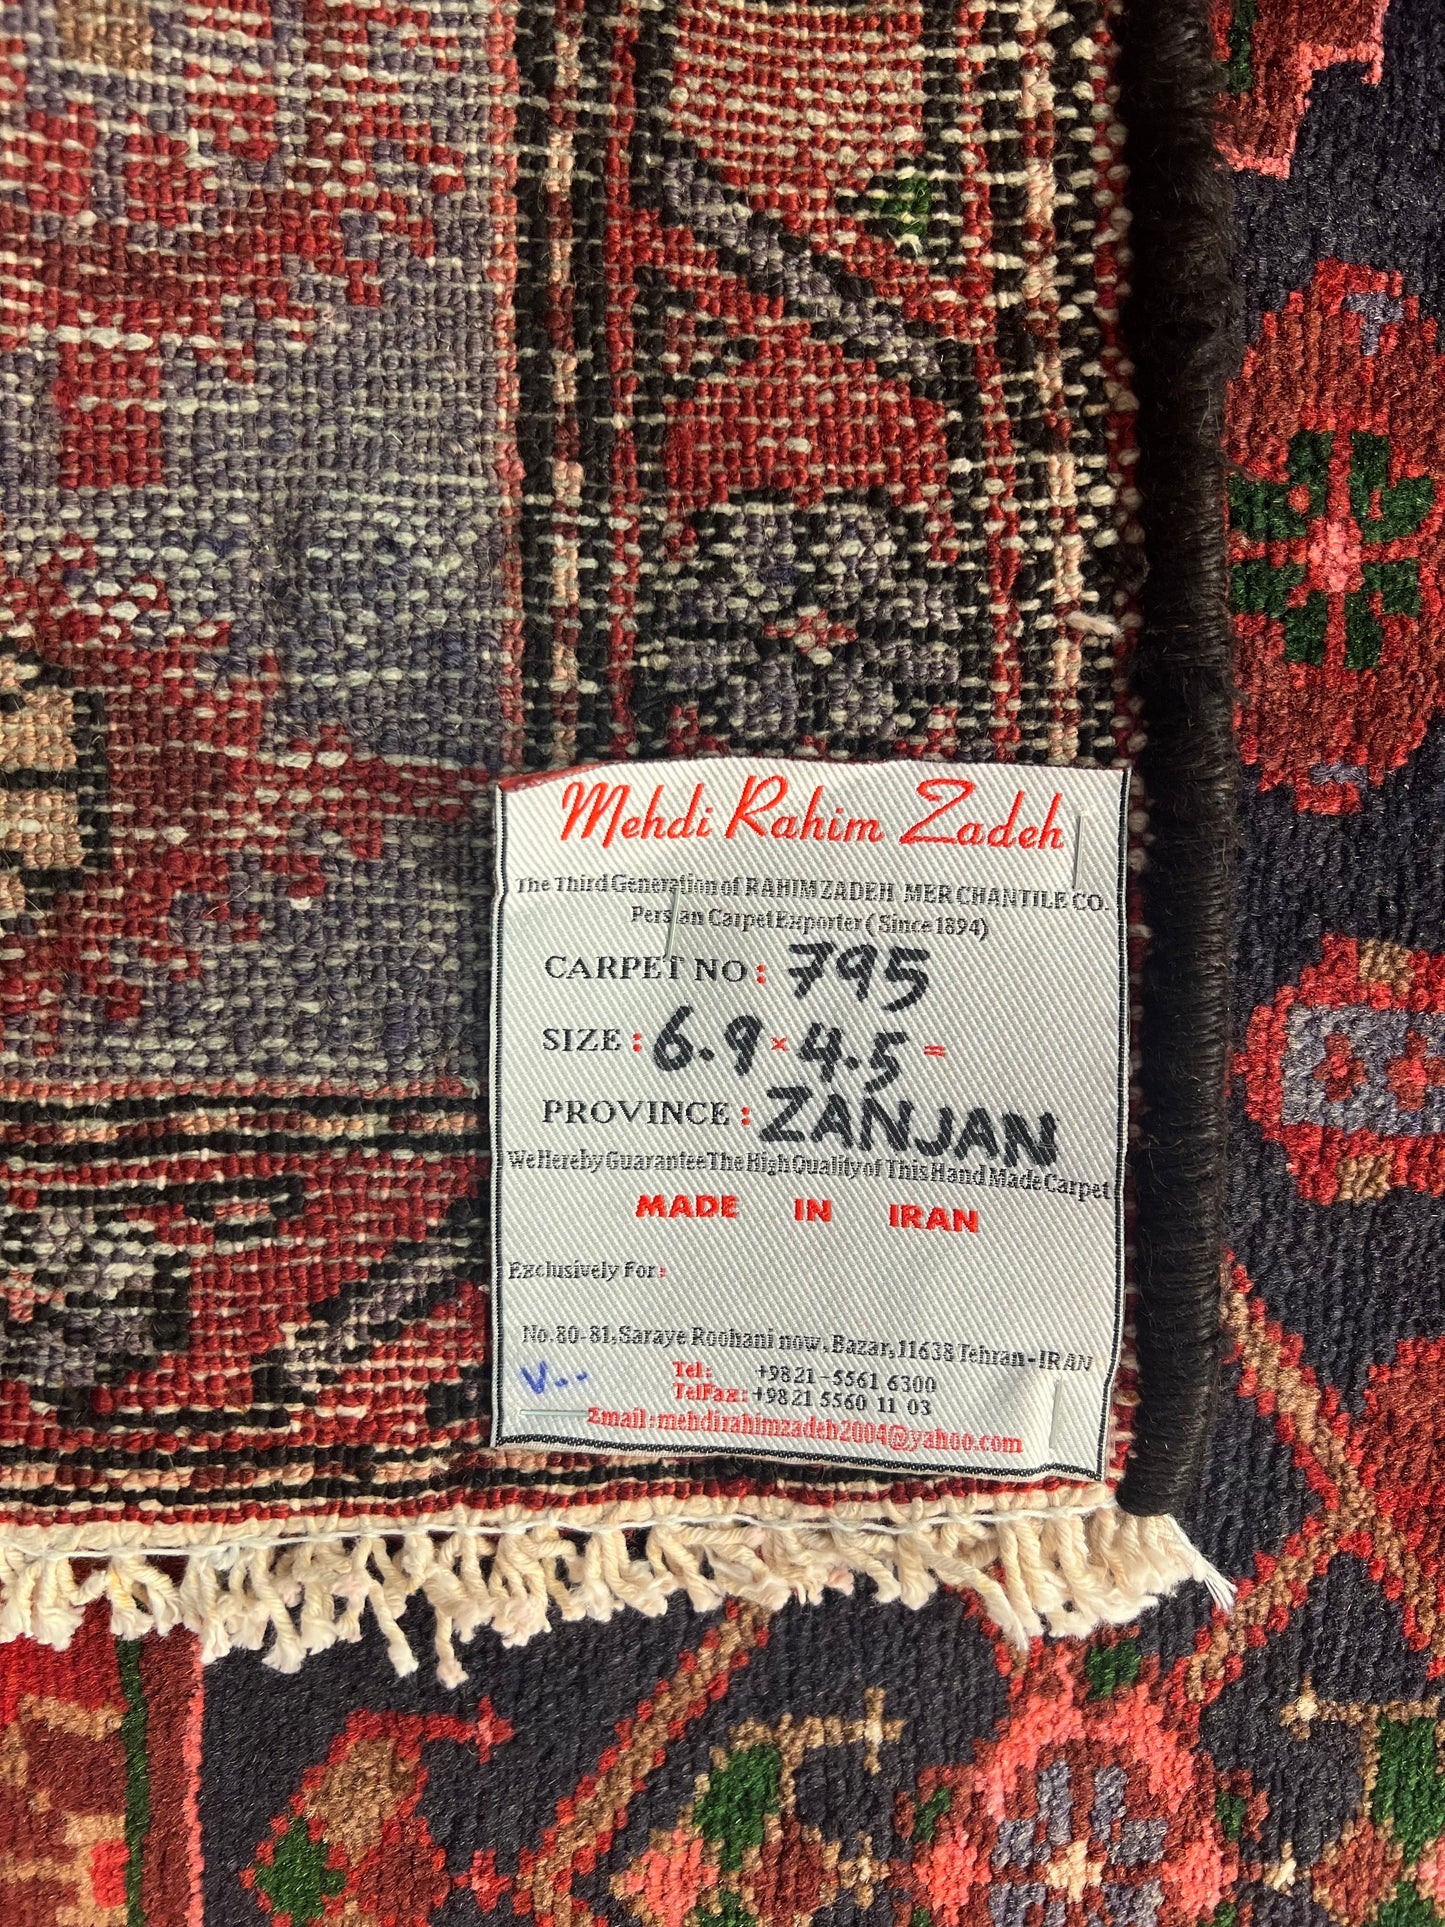 Mehdi Rahim Zadeh
The Third Generation of RAHIMZADEH MERCHANTILE CO.
Persian Carpet Exporter ( Since 1894)
CARPET NO : 795
SIZE : 6.9 × 4.5 =
PROVINCE : ZANJAN
We Hereby Guarantee The High Quality of This Hand Made Carpet
MADE IN IRAN
Exclusively For:
No.80-81,Saraye Roohani now, Bazar,11638 Tehran-IRAN
Tel: +9821-5561 6300
TelFax: +9821 5560 11 03
Email:mehdirahimzadeh2004@yahoo.com